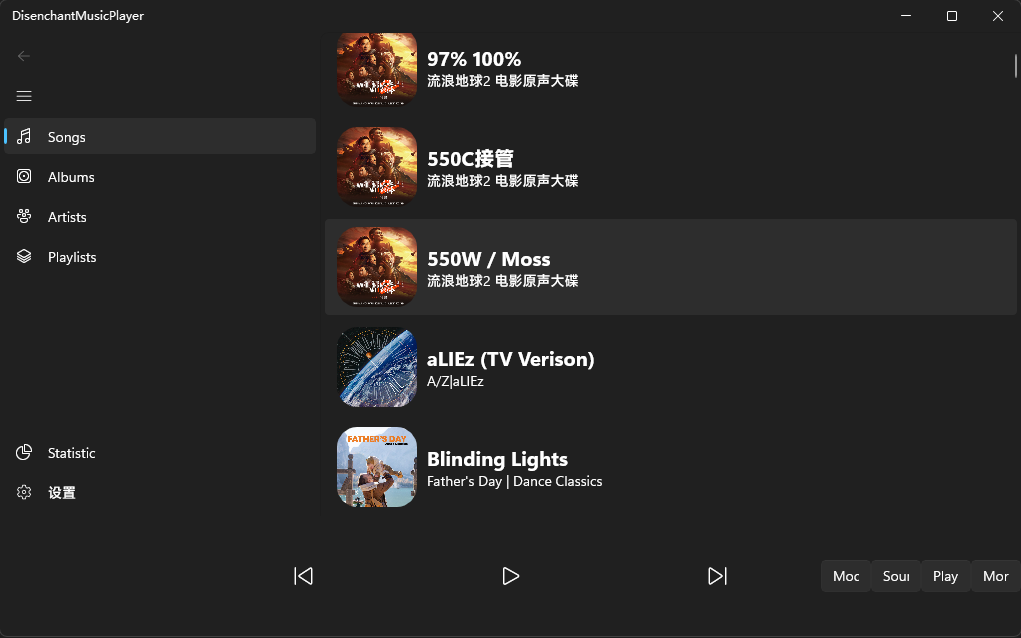 DisenchantMusicPlayer
Songs
Albums
Artists
Playlists
Statistic
设置
97% 100%
流浪地球2 电影原声大碟
550C接管
流浪地球2 电影原声大碟
550W / Moss
流浪地球2 电影原声大碟
aLIEz (TV Verison)
A/Z|aLIEz
FATHER'S DAY
Blinding Lights
Father's Day | Dance Classics
Moc
Soui
Play
Mor